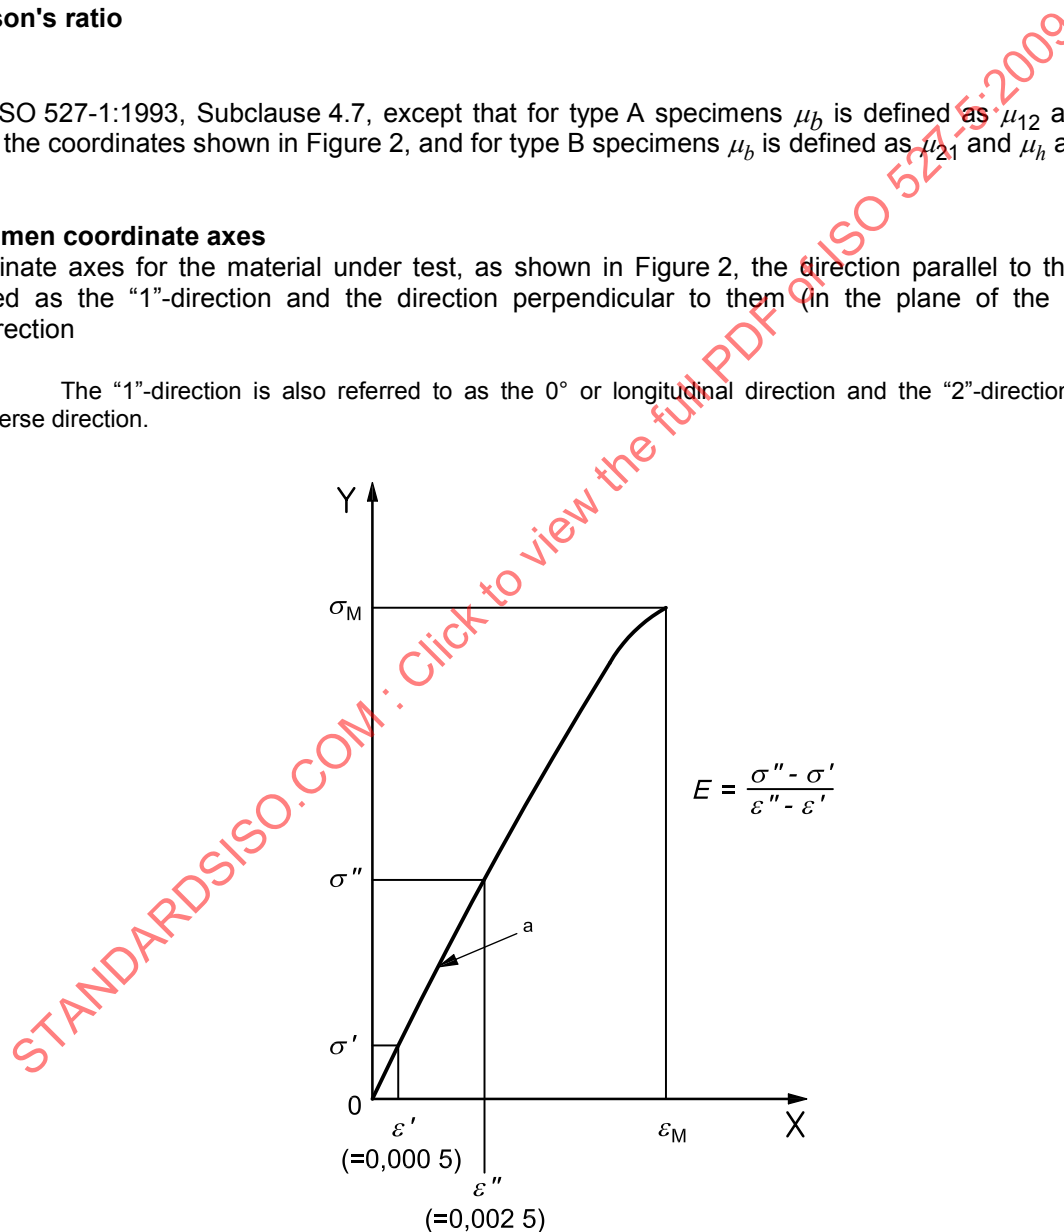 son's ratio
ISO 527-1:1993, Subclause 4.7, except that for type A specimens μb is defined as μ12 a
the coordinates shown in Figure 2, and for type B specimens μb is defined as μ21 and μh a
men coordinate axes
inate axes for the material under test, as shown in Figure 2, the direction parallel to th
ed as the “1”-direction and the direction perpendicular to them (in the plane of the
rection
The “1”-direction is also referred to as the 0° or longitudinal direction and the “2”-direction
erse direction.
Y
σM
E = σ" - σ' / ε" - ε'
σ"
a
σ'
0
ε'
(=0,000 5)
ε"
(=0,002 5)
εM
X
STANDARDSISO.COM : Click to view the full PDF of ISO 527-5:2009